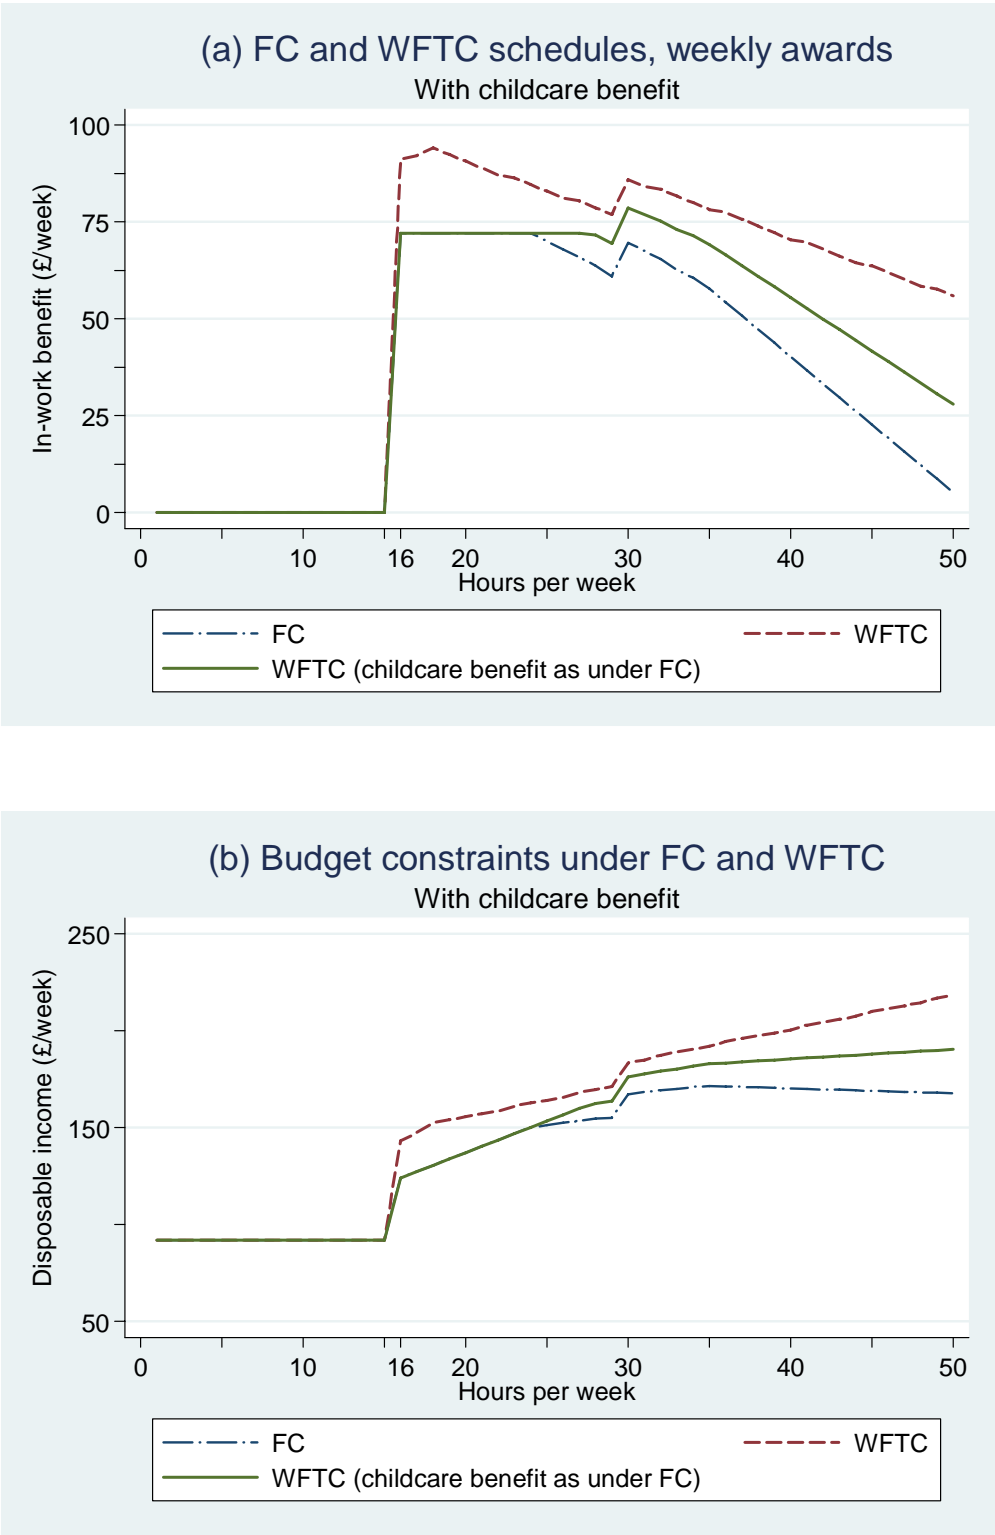 (a) FC and WFTC schedules, weekly awards
With childcare benefit
In-work benefit (£/week)
100
75
50
25
0
0 10 16 20 30 40 50
Hours per week
FC WFTC
WFTC (childcare benefit as under FC)
(b) Budget constraints under FC and WFTC
With childcare benefit
Disposable income (£/week)
250
150
50
0 10 16 20 30 40 50
Hours per week
FC WFTC
WFTC (childcare benefit as under FC)